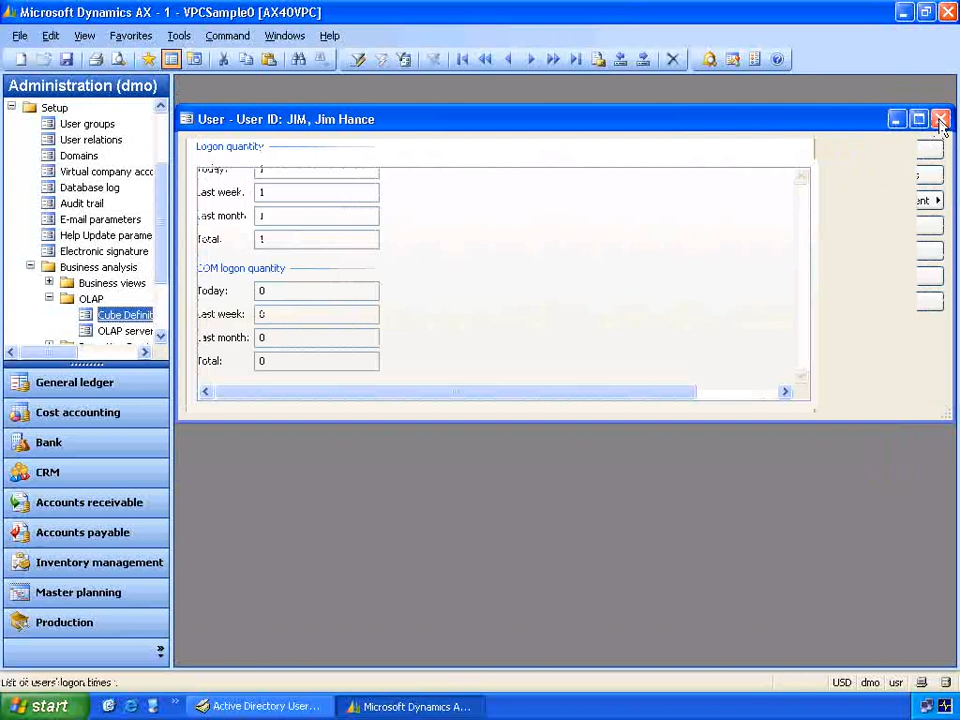 Microsoft Dynamics AX - 1 - VPCSample0 [AX40VPC]
File Edit View Favorites Tools Command Windows Help
Administration (dmo)
Setup
User groups
User relations
Domains
Virtual company acco
Database log
Audit trail
E-mail parameters
Help Update parame
Electronic signature
Business analysis
Business views
OLAP
Cube Definit
OLAP server
General ledger
Cost accounting
Bank
CRM
Accounts receivable
Accounts payable
Inventory management
Master planning
Production
User - User ID: JIM, Jim Hance
Logon quantity
Today: 1
Last week: 1
Last month: 1
Total: 1
COM logon quantity
Today: 0
Last week: 0
Last month: 0
Total: 0
List of users' logon times.
USD dmo usr
start
Active Directory User...
Microsoft Dynamics A...